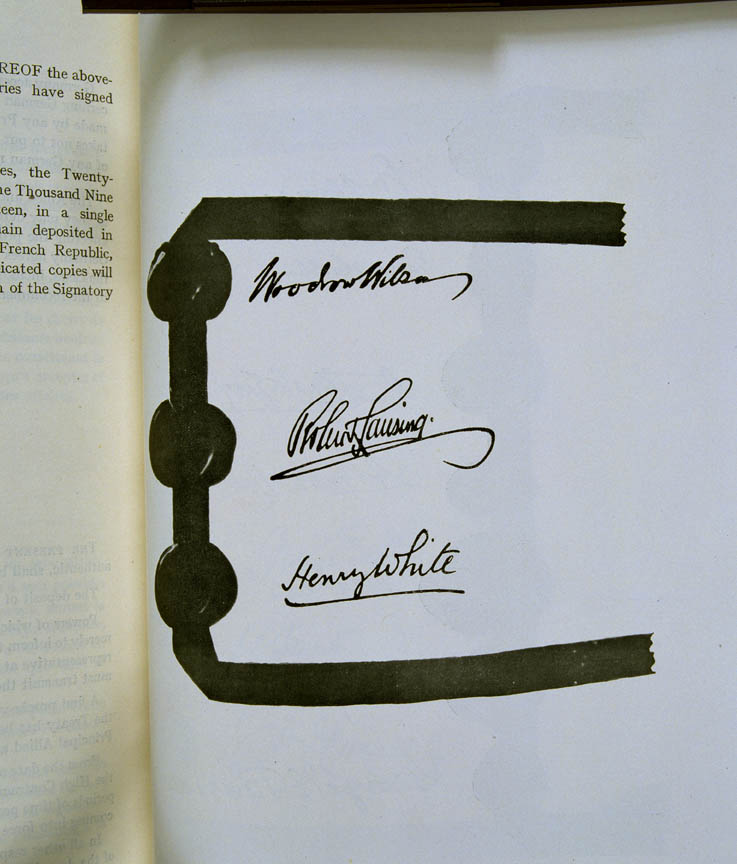 REOF the above-
ries have signed
es, the Twenty-
ne Thousand Nine
een, in a single
ain deposited in
French Republic,
icated copies will
n of the Signatory
Woodrow Wilson
Robert Lansing.
Henry White